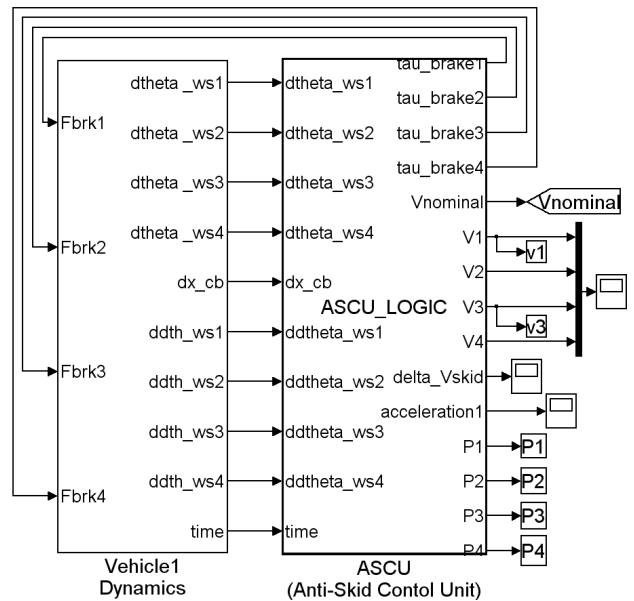 tau_brake1
dtheta _ws1
dtheta_ws1
tau_brake2
Fbrk1
dtheta _ws2
dtheta_ws2
tau_brake3
tau_brake4
dtheta _ws3
dtheta_ws3
Vnominal
Vnominal
dtheta _ws4
dtheta_ws4
V1
v1
Fbrk2
V2
dx_cb
dx_cb
ASCU_LOGIC
V3
v3
ddth_ws1
ddtheta_ws1
V4
Fbrk3
ddth_ws2
ddtheta_ws2
delta_Vskid
acceleration1
ddth_ws3
ddtheta_ws3
P1
P1
ddth_ws4
ddtheta_ws4
P2
P2
Fbrk4
P3
P3
time
time
P4
P4
Vehicle1
Dynamics
ASCU
(Anti-Skid Contol Unit)